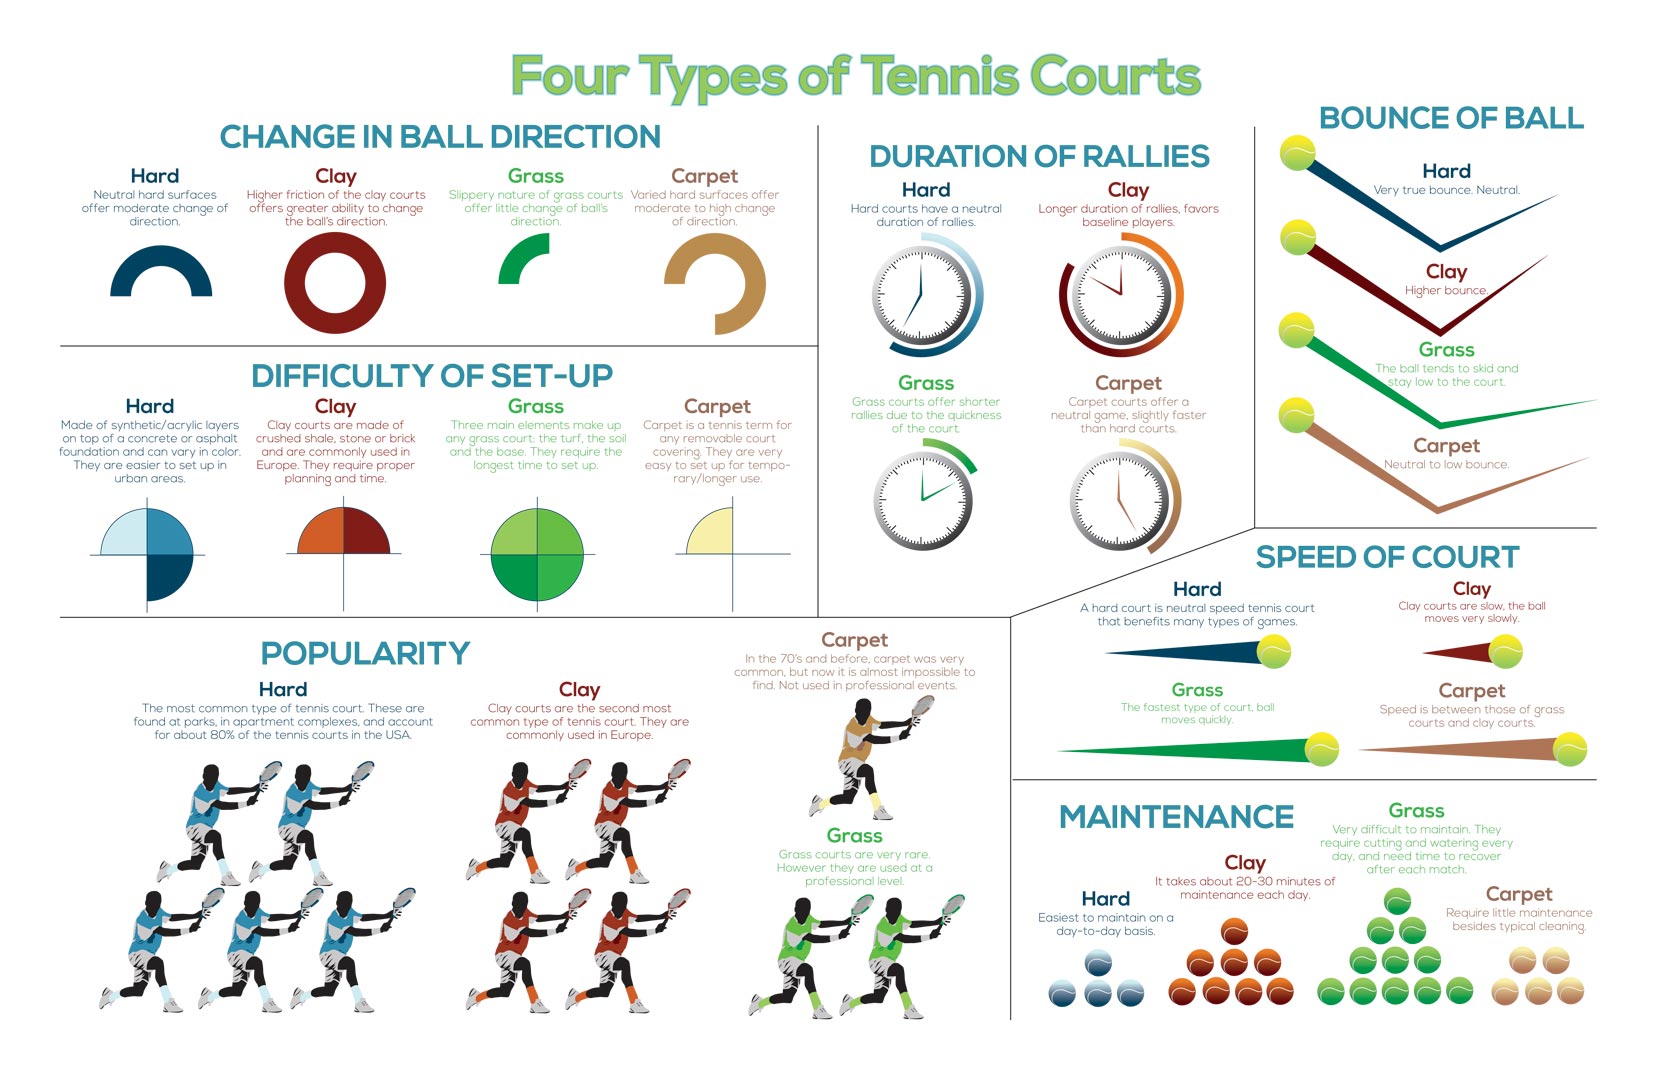 Four Types of Tennis Courts
CHANGE IN BALL DIRECTION
Hard
Neutral hard surfaces
offer moderate change of
direction.
Clay
Higher friction of the clay courts
offers greater ability to change
the ball's direction.
Grass
Slippery nature of grass courts
offer little change of ball's
direction.
Carpet
Varied hard surfaces offer
moderate to high change
of direction.
DIFFICULTY OF SET-UP
Hard
Made of synthetic/acrylic layers
on top of a concrete or asphalt
foundation and can vary in color.
They are easier to set up in
urban areas.
Clay
Clay courts are made of
crushed shale, stone or brick
and are commonly used in
Europe. They require proper
planning and time.
Grass
Three main elements make up
any grass court: the turf, the soil
and the base. They require the
longest time to set up.
Carpet
Carpet is a tennis term for
any removable court
covering. They are very
easy to set up for tempo-
rary/longer use.
DURATION OF RALLIES
Hard
Hard courts have a neutral
duration of rallies.
Clay
Longer duration of rallies, favors
baseline players.
Grass
Grass courts offer shorter
rallies due to the quickness
of the court.
Carpet
Carpet courts offer a
neutral game, slightly faster
than hard courts.
BOUNCE OF BALL
Hard
Very true bounce. Neutral.
Clay
Higher bounce.
Grass
The ball tends to skid and
stay low to the court.
Carpet
Neutral to low bounce.
SPEED OF COURT
Hard
A hard court is neutral speed tennis court
that benefits many types of games.
Clay
Clay courts are slow, the ball
moves very slowly.
Grass
The fastest type of court, ball
moves quickly.
Carpet
Speed is between those of grass
courts and clay courts.
POPULARITY
Hard
The most common type of tennis court. These are
found at parks, in apartment complexes, and account
for about 80% of the tennis courts in the USA.
Clay
Clay courts are the second most
common type of tennis court. They are
commonly used in Europe.
Carpet
In the 70's and before, carpet was very
common, but now it is almost impossible to
find. Not used in professional events.
Grass
Grass courts are very rare.
However they are used at a
professional level.
MAINTENANCE
Hard
Easiest to maintain on a
day-to-day basis.
Clay
It takes about 20-30 minutes of
maintenance each day.
Grass
Very difficult to maintain. They
require cutting and watering every
day, and need time to recover
after each match.
Carpet
Require little maintenance
besides typical cleaning.